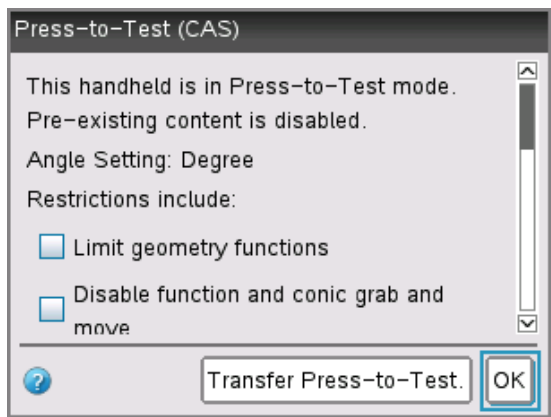 Press-to-Test (CAS)
This handheld is in Press-to-Test mode.
Pre-existing content is disabled.
Angle Setting: Degree
Restrictions include:
Limit geometry functions
Disable function and conic grab and
move
Transfer Press-to-Test. OK